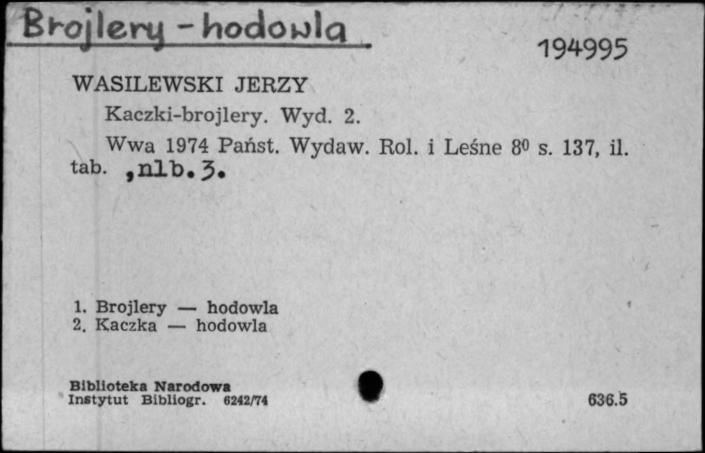 Brojlery - hodowla
194995
WASILEWSKI JERZY
Kaczki-brojlery. Wyd. 2.
Wwa 1974 Państ. Wydaw. Rol. i Leśne 8⁰ s. 137, il.
tab. , nlb. 3.
1. Brojlery — hodowla
2. Kaczka — hodowla
Biblioteka Narodowa
Instytut Bibliogr. 6242/74
636.5